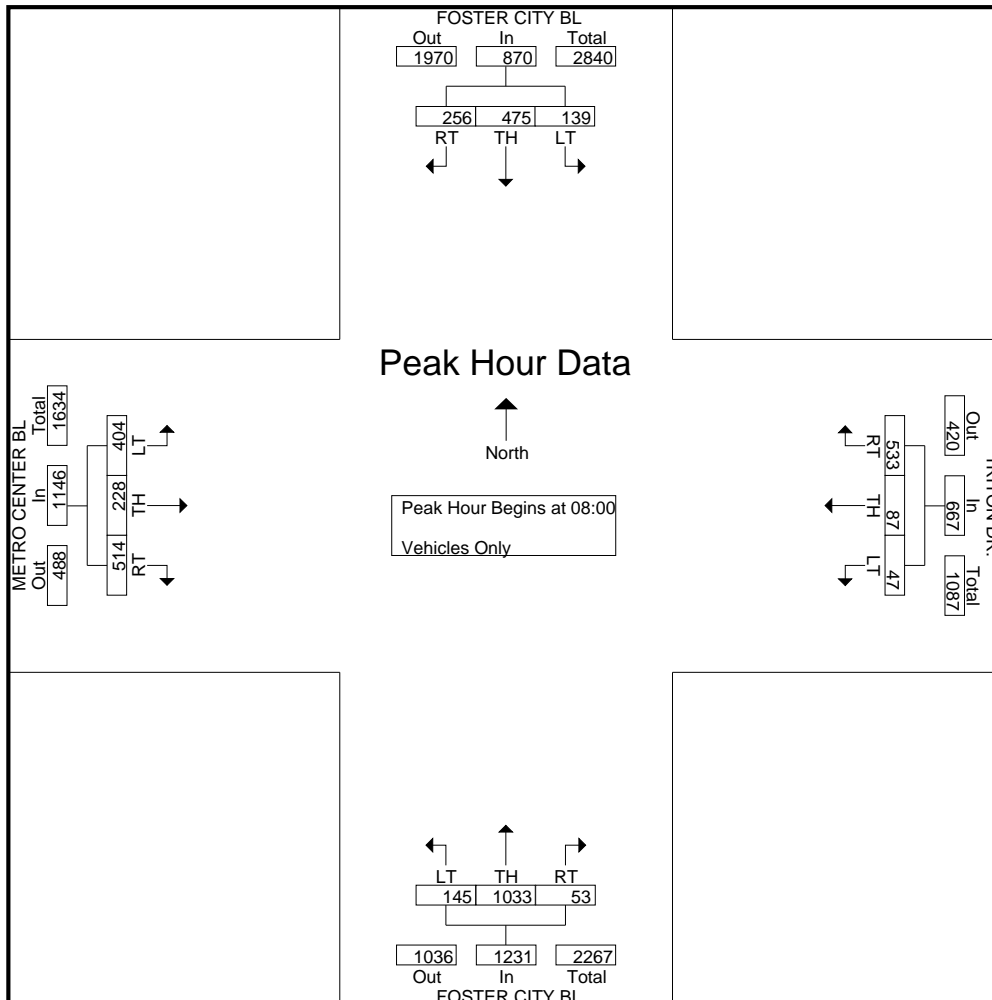 FOSTER CITY BL
Out In Total
1970 870 2840
256 475 139
RT TH LT
Peak Hour Data
North
Peak Hour Begins at 08:00
Vehicles Only
METRO CENTER BL
Total In Out
1634 1146 488
404 228 514
LT TH RT
Out In Total
420 667 1087
533 87 47
RT TH LT
LT TH RT
145 1033 53
1036 1231 2267
Out In Total
FOSTER CITY BL